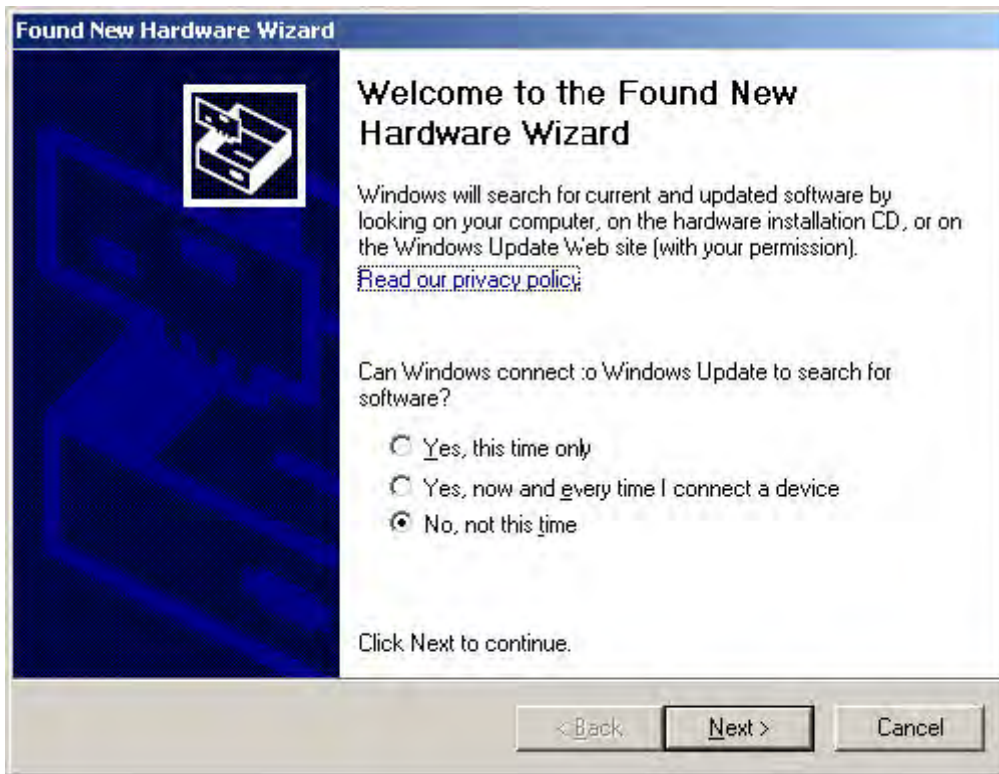 Found New Hardware Wizard
Welcome to the Found New
Hardware Wizard
Windows will search for current and updated software by
looking on your computer, on the hardware installation CD, or on
the Windows Update Web site (with your permission).
Read our privacy policy
Can Windows connect to Windows Update to search for
software?
Yes, this time only
Yes, now and every time I connect a device
No, not this time
Click Next to continue.
< Back
Next >
Cancel